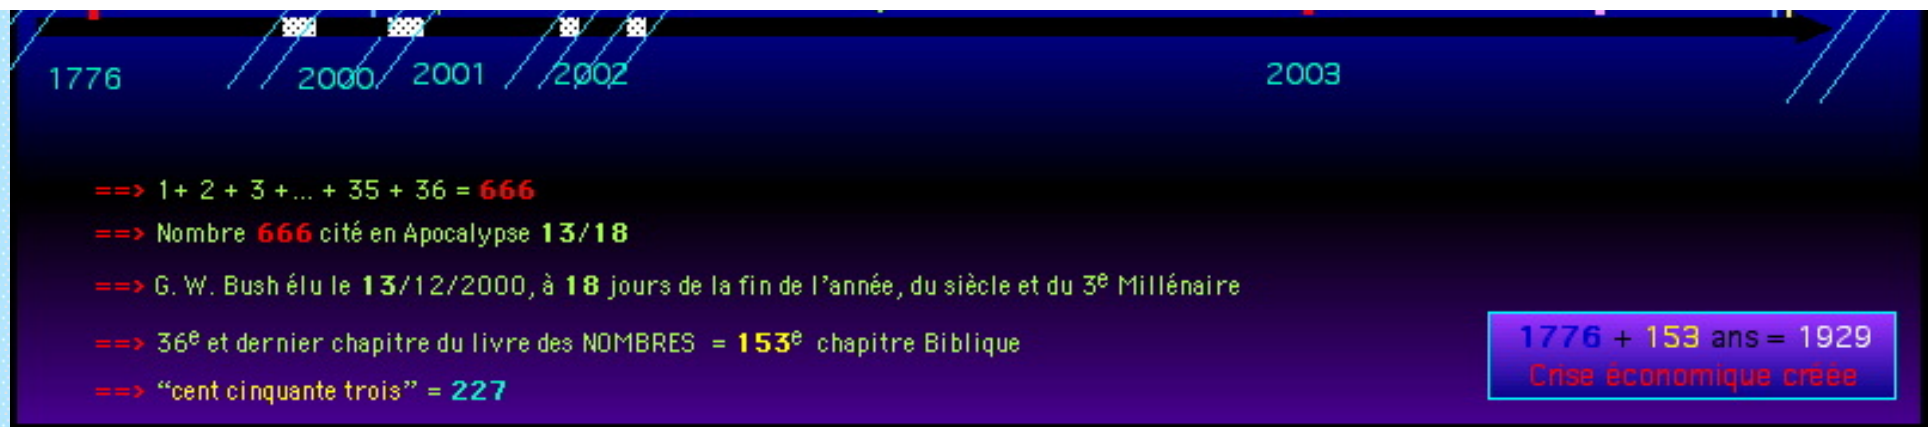 1776 2000 2001 2002 2003
==> 1+ 2 + 3 +... + 35 + 36 = 666
==> Nombre 666 cité en Apocalypse 13/18
==> G. W. Bush élu le 13/12/2000, à 18 jours de la fin de l'année, du siècle et du 3e Millénaire
==> 36e et dernier chapitre du livre des NOMBRES = 153e chapitre Biblique
==> “cent cinquante trois” = 227
1776 + 153 ans = 1929
Crise économique créée